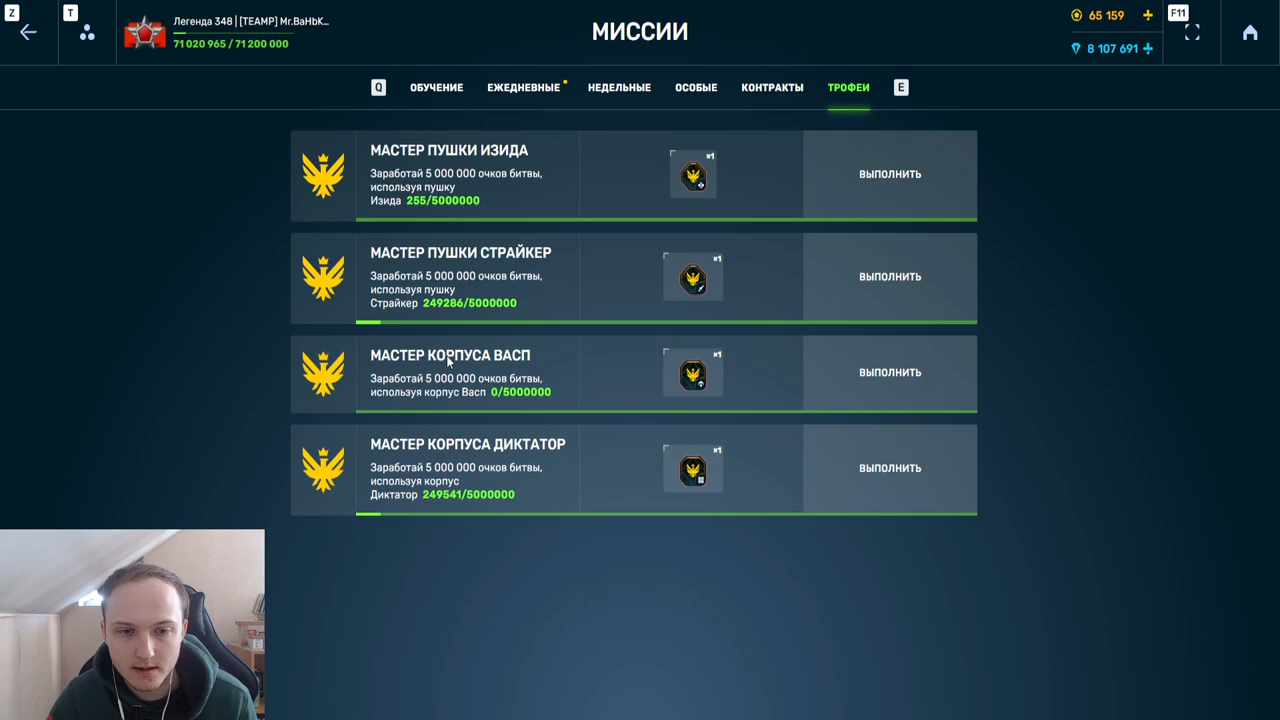 Z
T
Легенда 348 | [TEAMP] Mr.BaHbK...
71 020 965 / 71 200 000
МИССИИ
65 159 +
8 107 691 +
F11
Q
ОБУЧЕНИЕ
ЕЖЕДНЕВНЫЕ
НЕДЕЛЬНЫЕ
ОСОБЫЕ
КОНТРАКТЫ
ТРОФЕИ
E
МАСТЕР ПУШКИ ИЗИДА
Заработай 5 000 000 очков битвы,
используя пушку
Изида 255/5000000
×1
ВЫПОЛНИТЬ
МАСТЕР ПУШКИ СТРАЙКЕР
Заработай 5 000 000 очков битвы,
используя пушку
Страйкер 249286/5000000
×1
ВЫПОЛНИТЬ
МАСТЕР КОРПУСА ВАСП
Заработай 5 000 000 очков битвы,
используя корпус Васп 0/5000000
×1
ВЫПОЛНИТЬ
МАСТЕР КОРПУСА ДИКТАТОР
Заработай 5 000 000 очков битвы,
используя корпус
Диктатор 249541/5000000
×1
ВЫПОЛНИТЬ